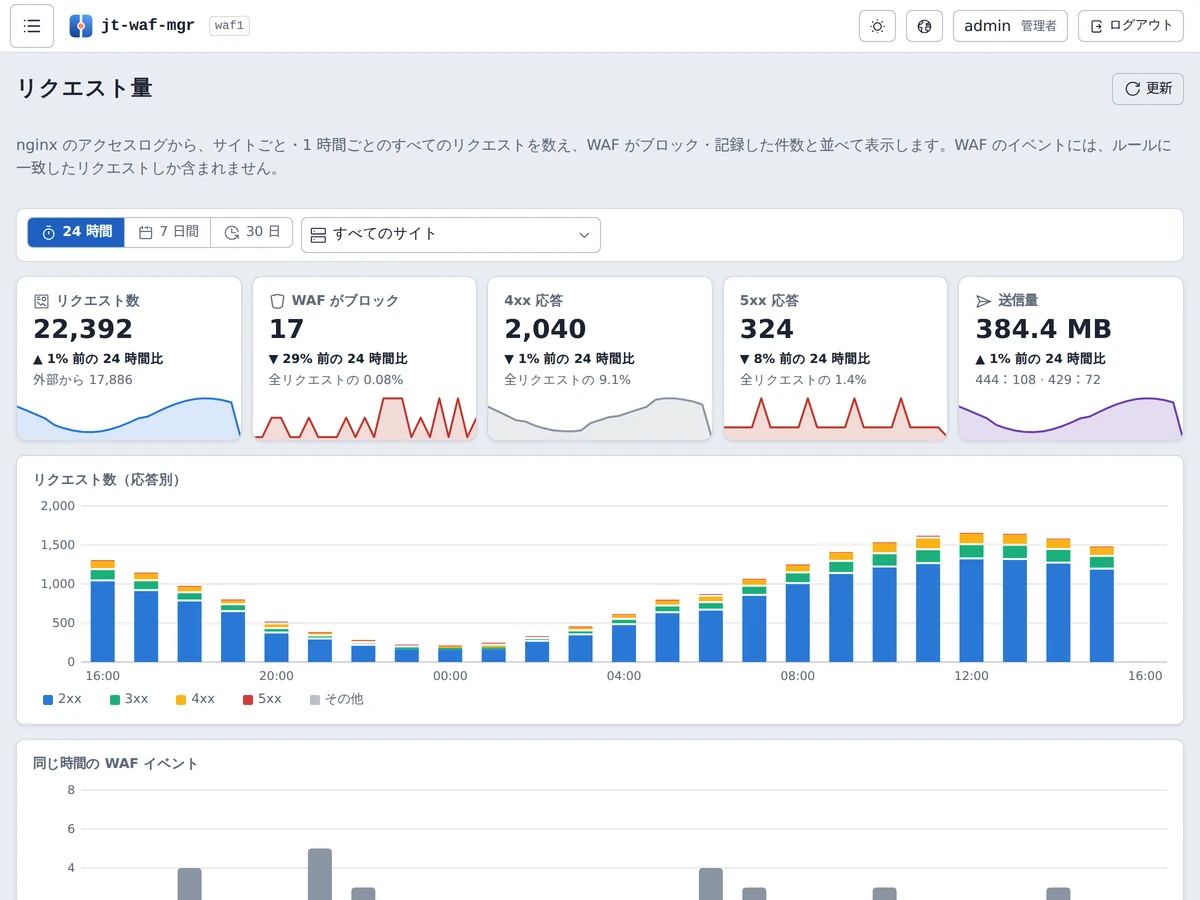 jt-waf-mgr waf1 admin 管理者 ログアウト
リクエスト量 更新
nginx のアクセスログから、サイトごと・1 時間ごとのすべてのリクエストを数え、WAF がブロック・記録した件数と並べて表示します。WAF のイベントには、ルールに
一致したリクエストしか含まれません。
24 時間 7 日間 30 日 すべてのサイト
リクエスト数
22,392
▲ 1% 前の 24 時間比
外部から 17,886
WAF がブロック
17
▼ 29% 前の 24 時間比
全リクエストの 0.08%
4xx 応答
2,040
▼ 1% 前の 24 時間比
全リクエストの 9.1%
5xx 応答
324
▼ 8% 前の 24 時間比
全リクエストの 1.4%
送信量
384.4 MB
▲ 1% 前の 24 時間比
444：108 · 429：72
リクエスト数（応答別）
2,000
1,500
1,000
500
0
16:00 20:00 00:00 04:00 08:00 12:00 16:00
2xx 3xx 4xx 5xx その他
同じ時間の WAF イベント
8
6
4